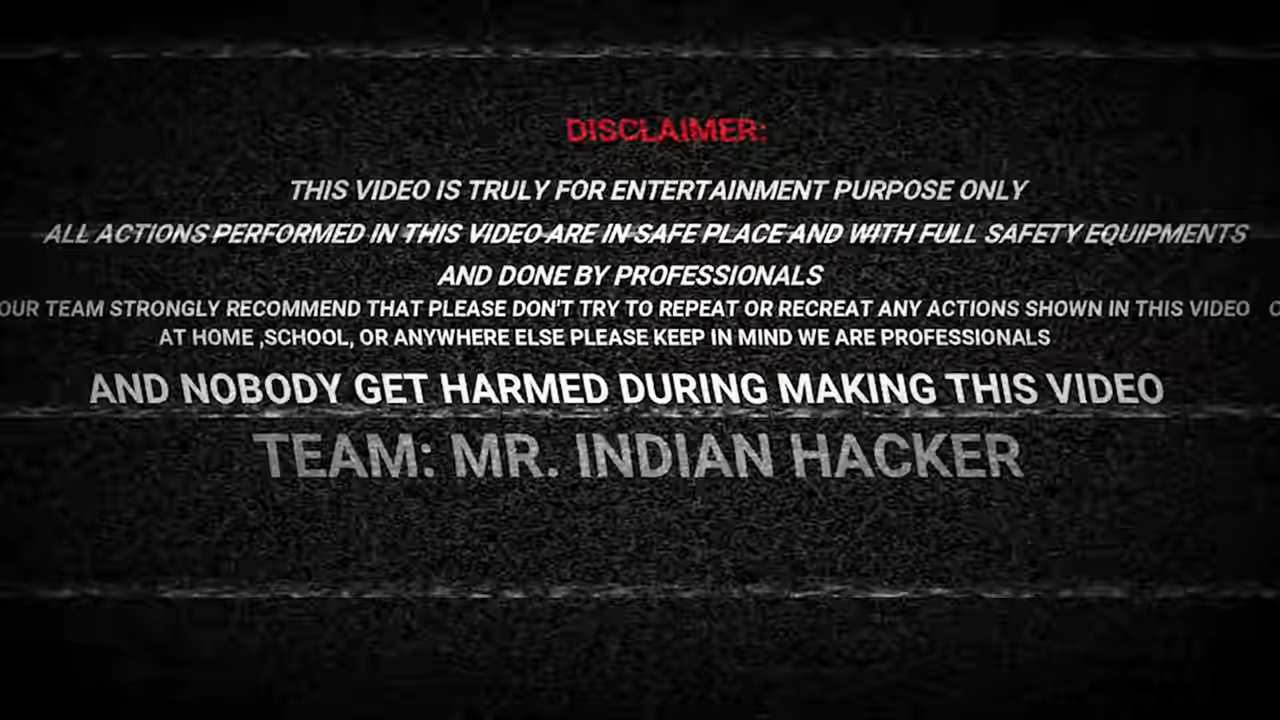 DISCLAIMER:
THIS VIDEO IS TRULY FOR ENTERTAINMENT PURPOSE ONLY
ALL ACTIONS PERFORMED IN THIS VIDEO ARE IN SAFE PLACE AND WITH FULL SAFETY EQUIPMENTS
AND DONE BY PROFESSIONALS
OUR TEAM STRONGLY RECOMMEND THAT PLEASE DON'T TRY TO REPEAT OR RECREAT ANY ACTIONS SHOWN IN THIS VIDEO
AT HOME ,SCHOOL, OR ANYWHERE ELSE PLEASE KEEP IN MIND WE ARE PROFESSIONALS
AND NOBODY GET HARMED DURING MAKING THIS VIDEO
TEAM: MR. INDIAN HACKER